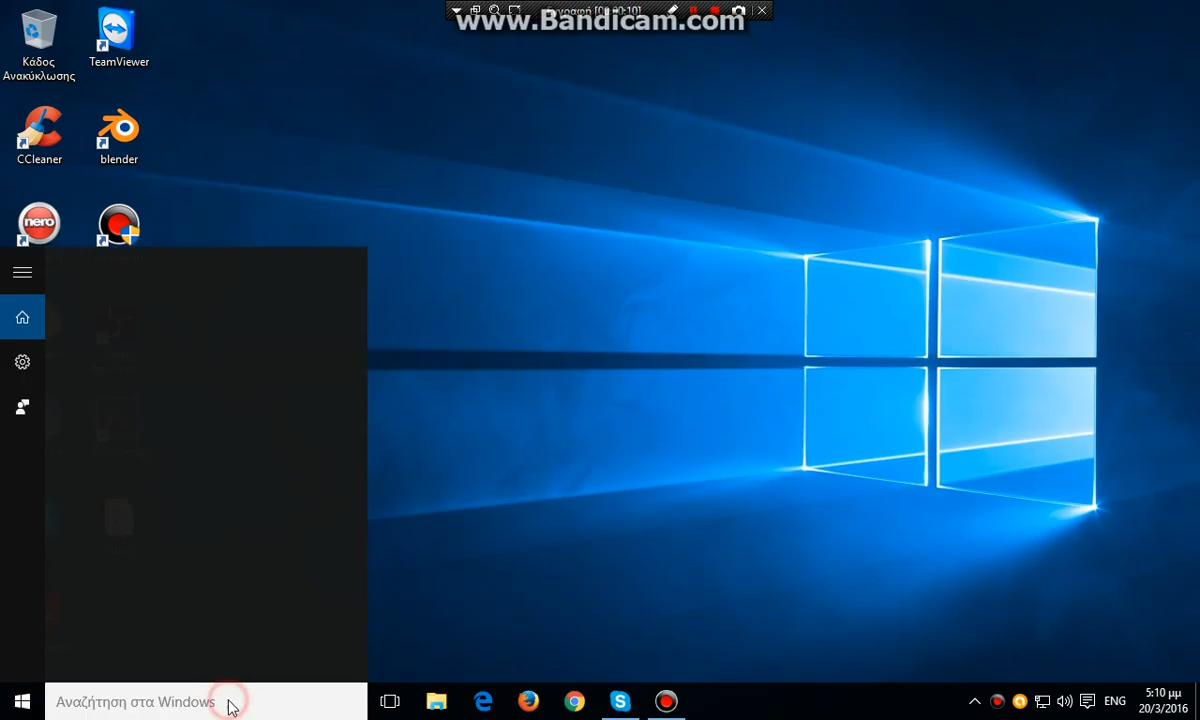 www.Bandicam.com
Κάδος
Ανακύκλωσης
TeamViewer
CCleaner
blender
nero
Αναζήτηση στα Windows
ENG
5:10 μμ
20/3/2016